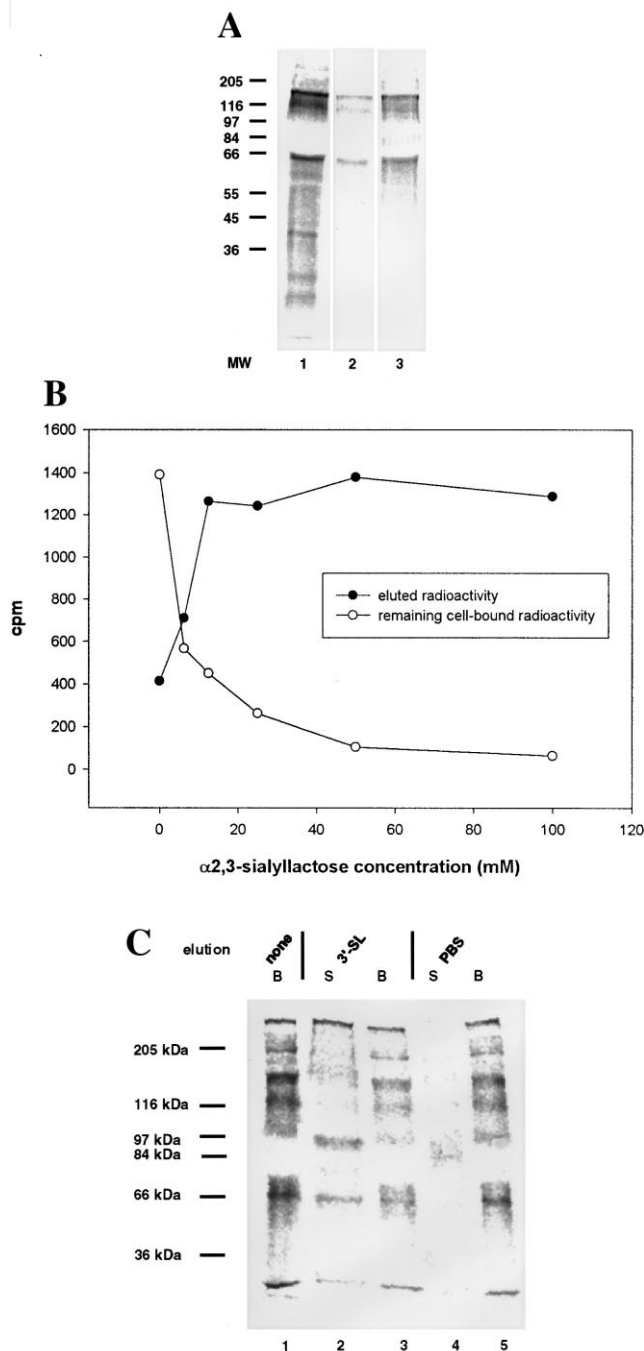 A
205
116
97
84
66
55
45
36
MW 1 2 3
B
1600
1400
1200
1000
800
600
400
200
0
cpm
eluted radioactivity
remaining cell-bound radioactivity
0 20 40 60 80 100 120
α2,3-sialyllactose concentration (mM)
C
elution none 3'-SL PBS
B S B S B
205 kDa
116 kDa
97 kDa
84 kDa
66 kDa
36 kDa
1 2 3 4 5